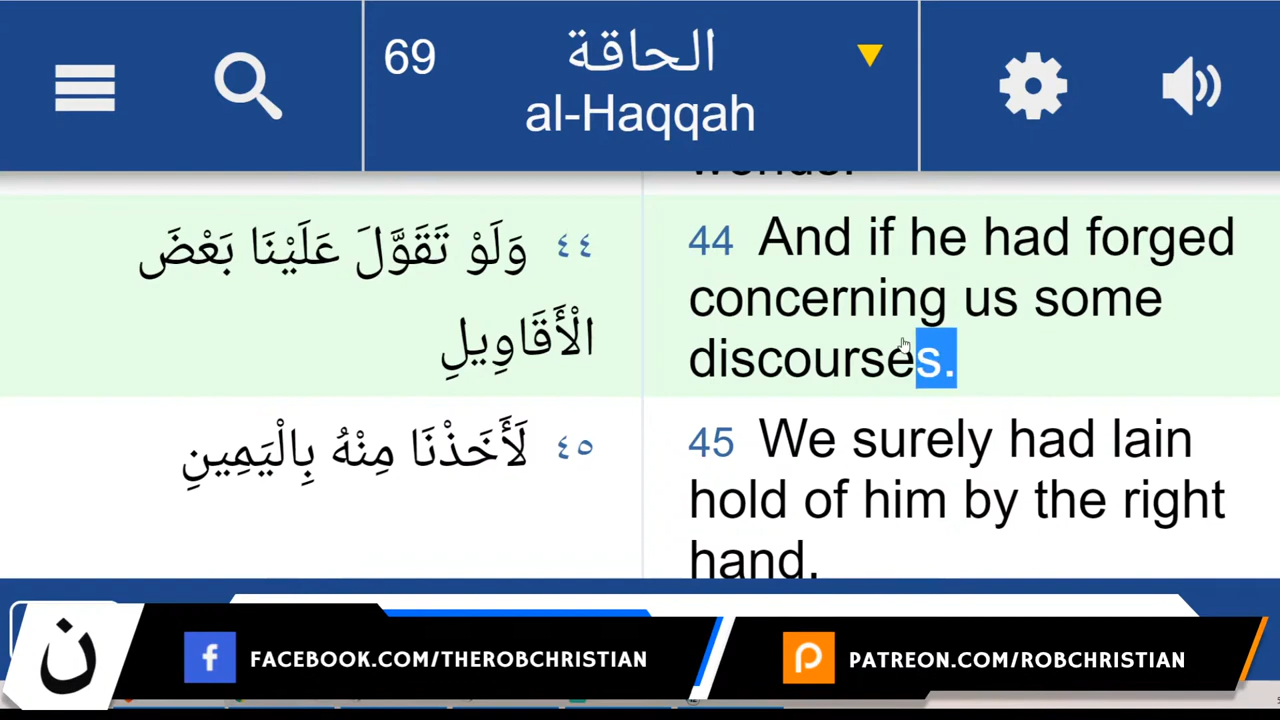 69
الحاقة
al-Haqqah
٤٤ وَلَوْ تَقَوَّلَ عَلَيْنَا بَعْضَ
الْأَقَاوِيلِ
44 And if he had forged
concerning us some
discourses.
٤٥ لَأَخَذْنَا مِنْهُ بِالْيَمِينِ
45 We surely had lain
hold of him by the right
hand.
ن
f
FACEBOOK.COM/THEROBCHRISTIAN
PATREON.COM/ROBCHRISTIAN